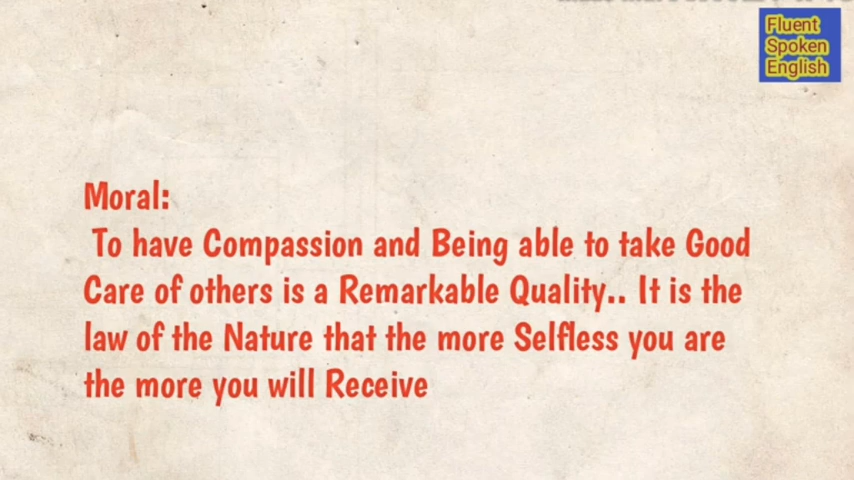 Fluent
Spoken
English
Moral:
To have Compassion and Being able to take Good
Care of others is a Remarkable Quality.. It is the
law of the Nature that the more Selfless you are
the more you will Receive